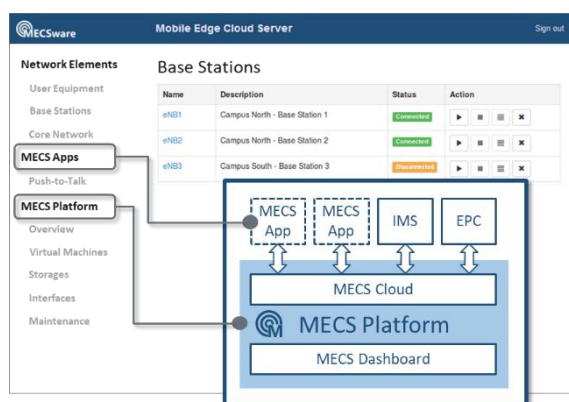 MECSware
Mobile Edge Cloud Server
Sign out
Network Elements
User Equipment
Base Stations
Core Network
MECS Apps
Push-to-Talk
MECS Platform
Overview
Virtual Machines
Storages
Interfaces
Maintenance
Base Stations
Name Description Status Action
eNB1 Campus North - Base Station 1 Connected
eNB2 Campus North - Base Station 2 Connected
eNB3 Campus South - Base Station 3 Disconnected
MECS MECS IMS EPC
App App
MECS Cloud
MECS Platform
MECS Dashboard